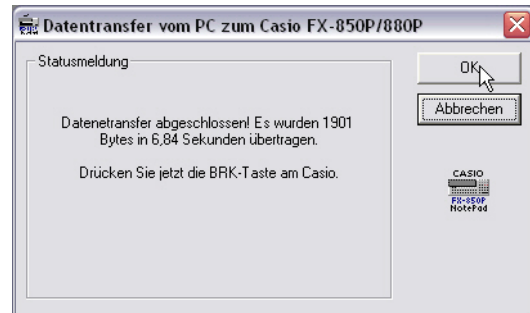 Datentransfer vom PC zum Casio FX-850P/880P
Statusmeldung
Datenetransfer abgeschlossen! Es wurden 1901
Bytes in 6,84 Sekunden übertragen.
Drücken Sie jetzt die BRK-Taste am Casio.
OK
Abbrechen
CASIO
FX-850P
NotePad